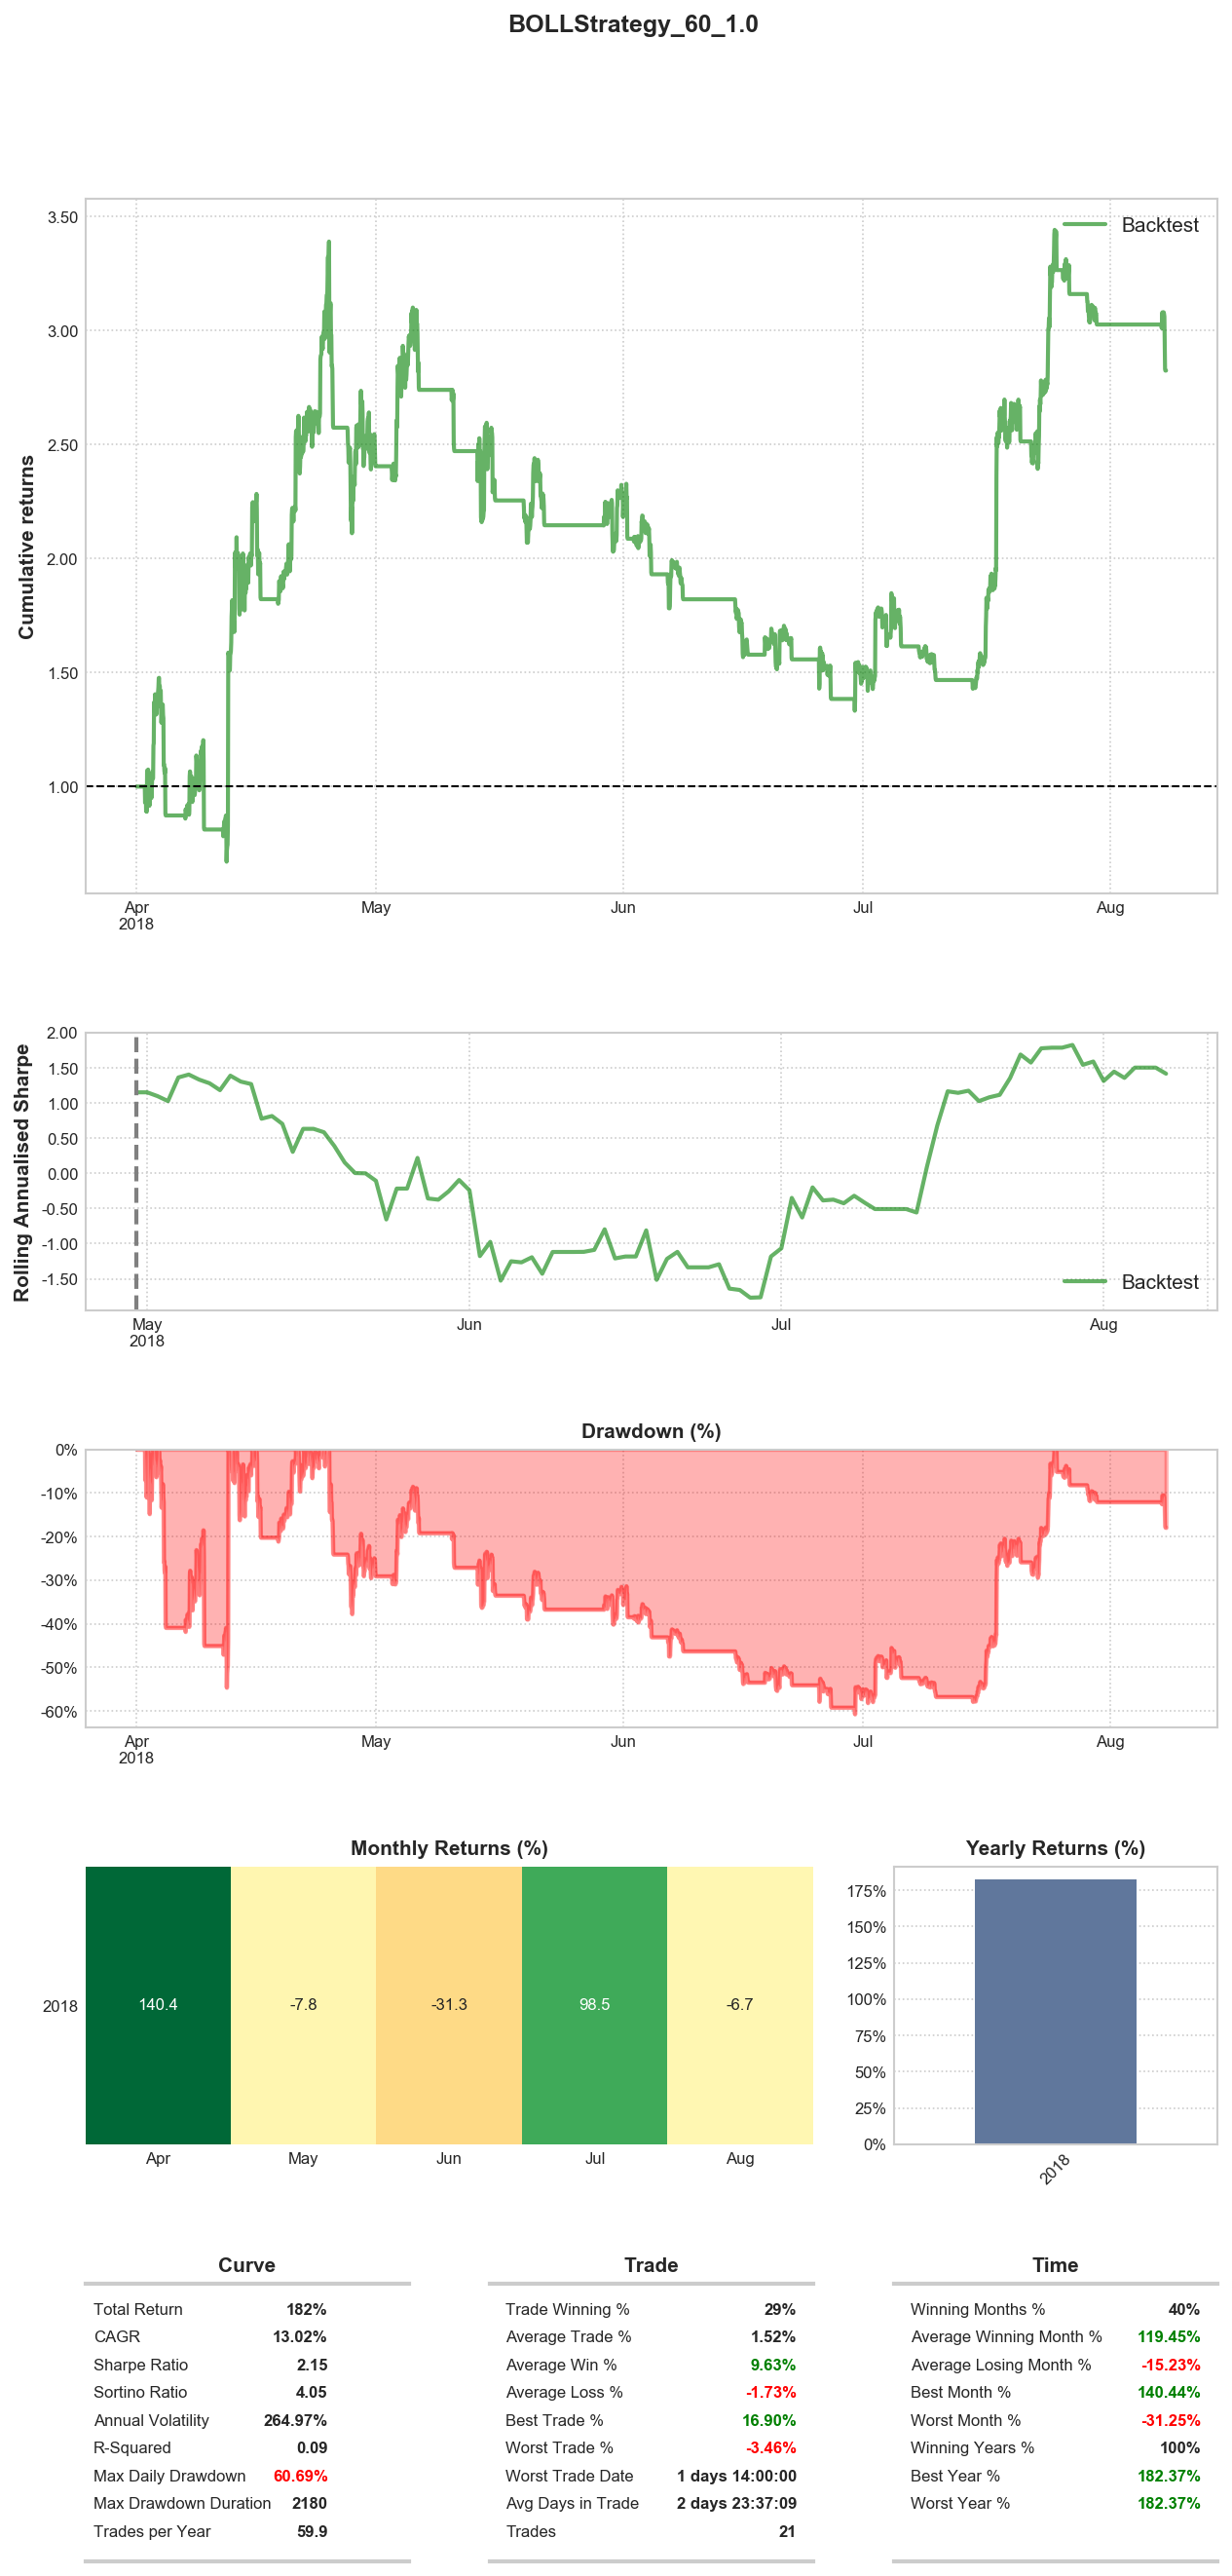 BOLLStrategy_60_1.0
3.50
3.00
2.50
2.00
1.50
1.00
Cumulative returns
Backtest
Apr May Jun Jul Aug
2018
2.00
1.50
1.00
0.50
0.00
-0.50
-1.00
-1.50
Rolling Annualised Sharpe
Backtest
May Jun Jul Aug
2018
Drawdown (%)
0%
-10%
-20%
-30%
-40%
-50%
-60%
Apr May Jun Jul Aug
2018
Monthly Returns (%)
2018
140.4 -7.8 -31.3 98.5 -6.7
Apr May Jun Jul Aug
Yearly Returns (%)
175%
150%
125%
100%
75%
50%
25%
0%
2018
Curve
Total Return 182%
CAGR 13.02%
Sharpe Ratio 2.15
Sortino Ratio 4.05
Annual Volatility 264.97%
R-Squared 0.09
Max Daily Drawdown 60.69%
Max Drawdown Duration 2180
Trades per Year 59.9
Trade
Trade Winning % 29%
Average Trade % 1.52%
Average Win % 9.63%
Average Loss % -1.73%
Best Trade % 16.90%
Worst Trade % -3.46%
Worst Trade Date 1 days 14:00:00
Avg Days in Trade 2 days 23:37:09
Trades 21
Time
Winning Months % 40%
Average Winning Month % 119.45%
Average Losing Month % -15.23%
Best Month % 140.44%
Worst Month % -31.25%
Winning Years % 100%
Best Year % 182.37%
Worst Year % 182.37%